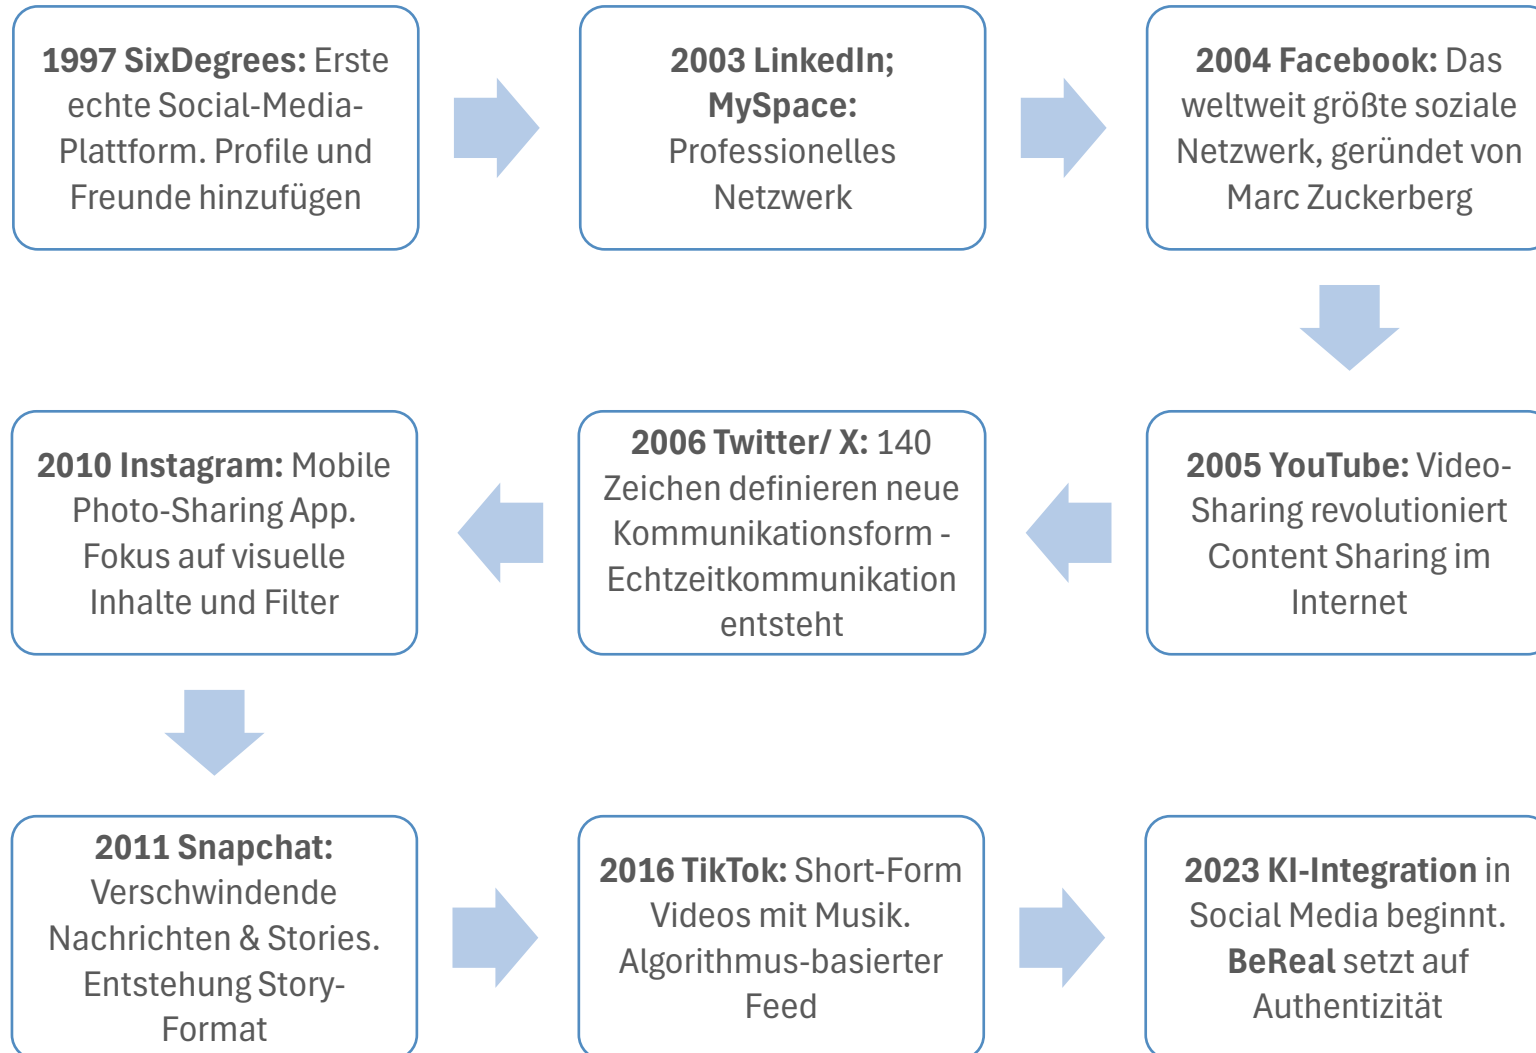 1997 SixDegrees: Erste
echte Social-Media-
Plattform. Profile und
Freunde hinzufügen
2003 LinkedIn;
MySpace:
Professionelles
Netzwerk
2004 Facebook: Das
weltweit größte soziale
Netzwerk, geründet von
Marc Zuckerberg
2005 YouTube: Video-
Sharing revolutioniert
Content Sharing im
Internet
2006 Twitter/ X: 140
Zeichen definieren neue
Kommunikationsform -
Echtzeitkommunikation
entsteht
2010 Instagram: Mobile
Photo-Sharing App.
Fokus auf visuelle
Inhalte und Filter
2011 Snapchat:
Verschwindende
Nachrichten & Stories.
Entstehung Story-
Format
2016 TikTok: Short-Form
Videos mit Musik.
Algorithmus-basierter
Feed
2023 KI-Integration in
Social Media beginnt.
BeReal setzt auf
Authentizität